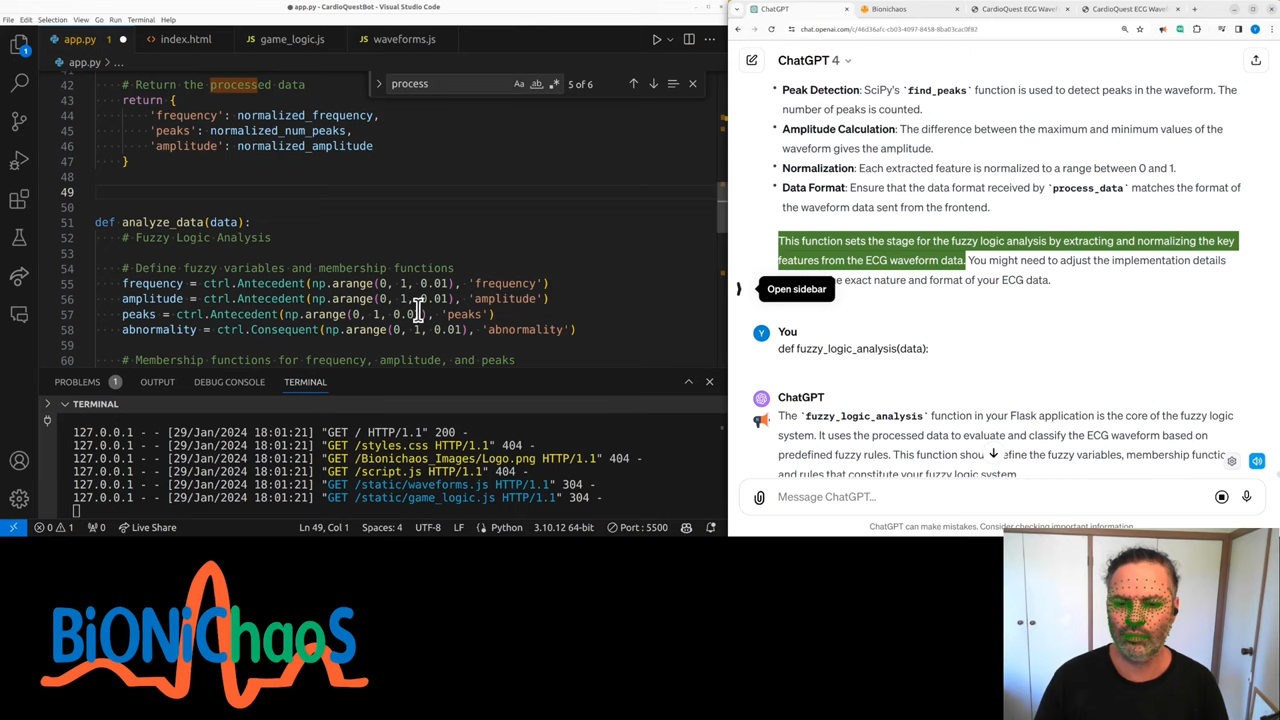 app.py - CardioQuestBot - Visual Studio Code
File Edit Selection View Go Run Terminal Help
app.py
index.html
game_logic.js
waveforms.js
app.py > ...
process
Aa
ab
5 of 6
42 # Return the processed data
43 return {
44 'frequency': normalized_frequency,
45 'peaks': normalized_num_peaks,
46 'amplitude': normalized_amplitude
47 }
48
49
50
51 def analyze_data(data):
52 # Fuzzy Logic Analysis
53
54 # Define fuzzy variables and membership functions
55 frequency = ctrl.Antecedent(np.arange(0, 1, 0.01), 'frequency')
56 amplitude = ctrl.Antecedent(np.arange(0, 1, 0.01), 'amplitude')
57 peaks = ctrl.Antecedent(np.arange(0, 1, 0.01), 'peaks')
58 abnormality = ctrl.Consequent(np.arange(0, 1, 0.01), 'abnormality')
59
60 # Membership functions for frequency, amplitude, and peaks
PROBLEMS 1 OUTPUT DEBUG CONSOLE TERMINAL
TERMINAL
127.0.0.1 - - [29/Jan/2024 18:01:21] "GET / HTTP/1.1" 200 -
127.0.0.1 - - [29/Jan/2024 18:01:21] "GET /styles.css HTTP/1.1" 404 -
127.0.0.1 - - [29/Jan/2024 18:01:21] "GET /Bionichaos_Images/Logo.png HTTP/1.1" 404 -
127.0.0.1 - - [29/Jan/2024 18:01:21] "GET /script.js HTTP/1.1" 404 -
127.0.0.1 - - [29/Jan/2024 18:01:21] "GET /static/waveforms.js HTTP/1.1" 304 -
127.0.0.1 - - [29/Jan/2024 18:01:21] "GET /static/game_logic.js HTTP/1.1" 304 -
0 1 0 Live Share Ln 49, Col 1 Spaces: 4 UTF-8 LF Python 3.10.12 64-bit Port : 5500
ChatGPT
Bionichaos
CardioQuest ECG Wavef
CardioQuest ECG Wave
chat.openai.com/c/46d36afc-cb03-4097-8458-8ba03cac0f82
ChatGPT 4
• Peak Detection: SciPy's `find_peaks` function is used to detect peaks in the waveform. The
number of peaks is counted.
• Amplitude Calculation: The difference between the maximum and minimum values of the
waveform gives the amplitude.
• Normalization: Each extracted feature is normalized to a range between 0 and 1.
• Data Format: Ensure that the data format received by `process_data` matches the format of
the waveform data sent from the frontend.
This function sets the stage for the fuzzy logic analysis by extracting and normalizing the key
features from the ECG waveform data. You might need to adjust the implementation details
exact nature and format of your ECG data.
Open sidebar
Y
You
def fuzzy_logic_analysis(data):
ChatGPT
The `fuzzy_logic_analysis` function in your Flask application is the core of the fuzzy logic
system. It uses the processed data to evaluate and classify the ECG waveform based on
predefined fuzzy rules. This function define the fuzzy variables, membership
and rules that constitute your fuzzy logic system.
Message ChatGPT...
ChatGPT can make mistakes. Consider checking important information.
BiONiChaoS